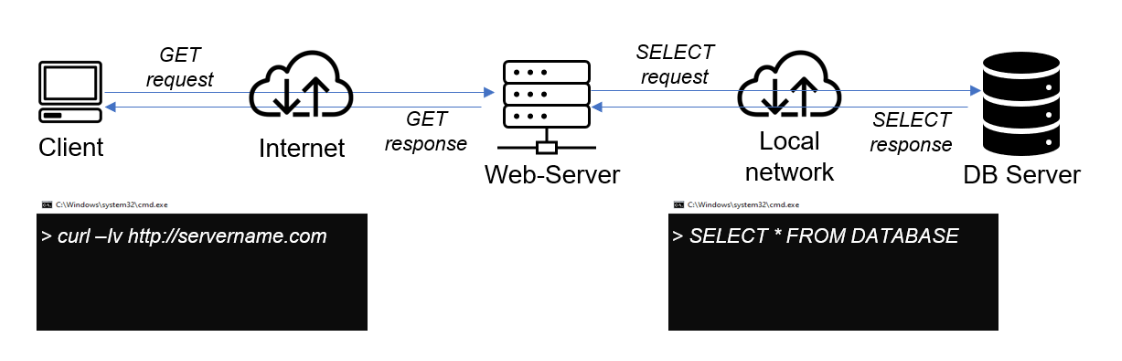 GET
request
SELECT
request
GET
response
SELECT
response
Client
Internet
Web-Server
Local
network
DB Server
C:\Windows\system32\cmd.exe
> curl –lv http://servername.com
C:\Windows\system32\cmd.exe
> SELECT * FROM DATABASE